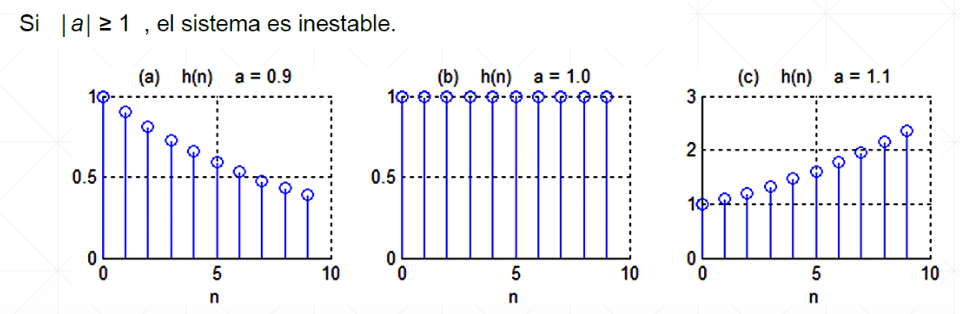 Si |a| ≥ 1 , el sistema es inestable.
(a) h(n) a = 0.9
1
0.5
0
0 5 10
n
(b) h(n) a = 1.0
1
0.5
0
0 5 10
n
(c) h(n) a = 1.1
3
2
1
0
0 5 10
n